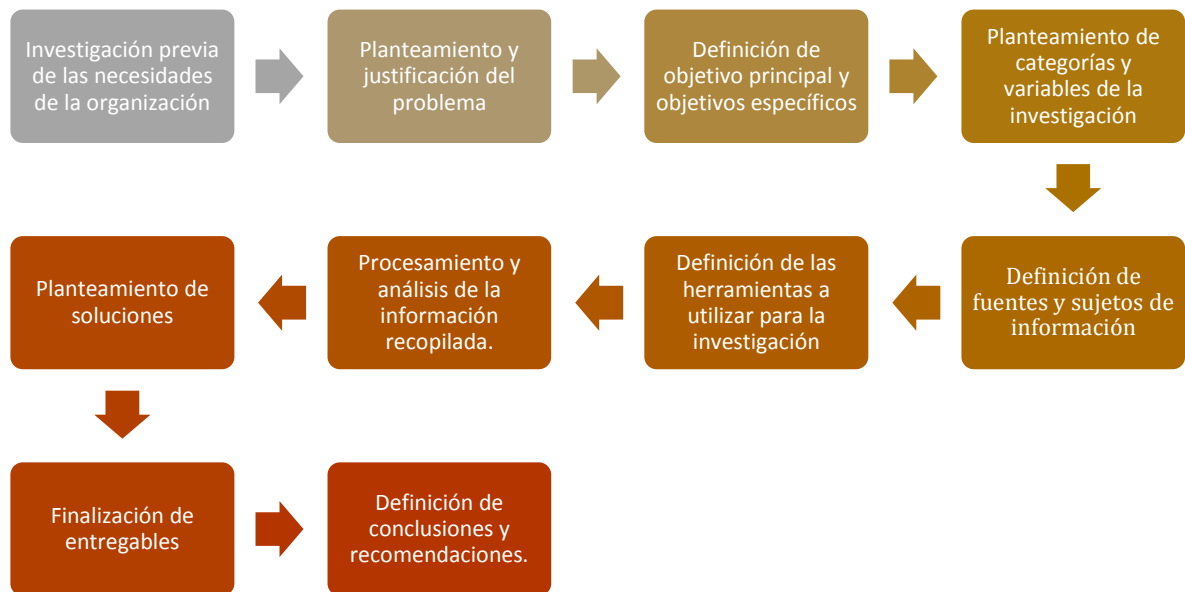 Investigación previa
de las necesidades
de la organización
Planteamiento y
justificación del
problema
Definición de
objetivo principal y
objetivos específicos
Planteamiento de
categorías y
variables de la
investigación
Definición de
fuentes y sujetos de
información
Definición de las
herramientas a
utilizar para la
investigación
Procesamiento y
análisis de la
información
recopilada.
Planteamiento de
soluciones
Finalización de
entregables
Definición de
conclusiones y
recomendaciones.